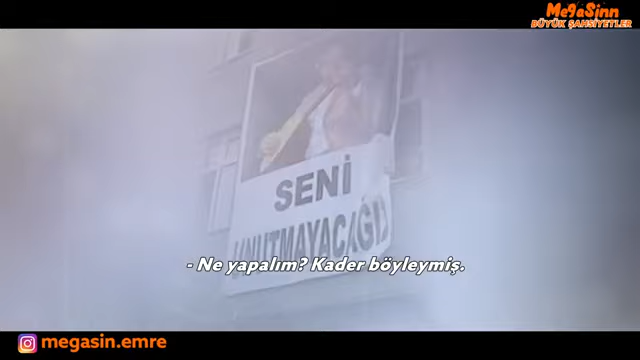 MegaSinn
BÜYÜK ŞAHSİYETLER
SENİ
UNUTMAYACAĞIZ
- Ne yapalım? Kader böyleymiş.
megasin.emre